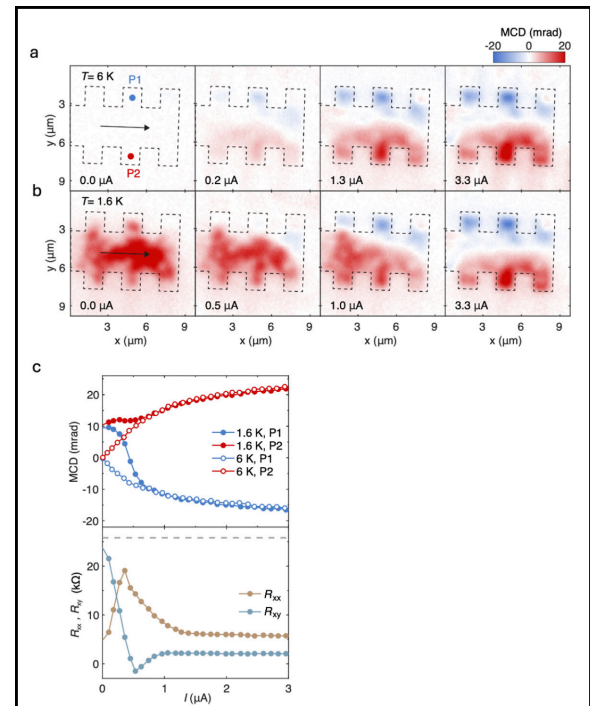 MCD (mrad)
-20 0 20
a
T= 6 K
P1
P2
y (µm)
3
6
9
0.0 µA
0.2 µA
1.3 µA
3.3 µA
b
T= 1.6 K
y (µm)
3
6
9
0.0 µA
0.5 µA
1.0 µA
3.3 µA
3 6 9 3 6 9 3 6 9 3 6 9
x (µm) x (µm) x (µm) x (µm)
c
MCD (mrad)
20
10
0
-10
-20
1.6 K, P1
1.6 K, P2
6 K, P1
6 K, P2
Rxx , Rxy (kΩ)
20
10
0
Rxx
Rxy
0 1 2 3
I (µA)